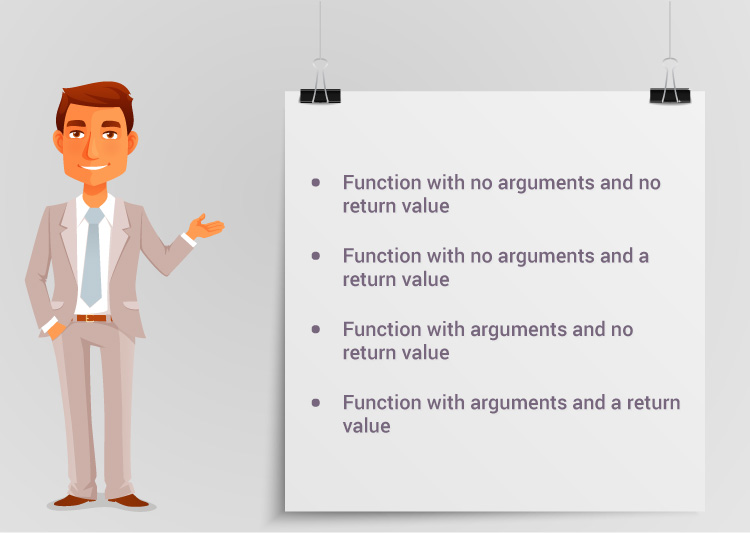 • Function with no arguments and no
return value
• Function with no arguments and a
return value
• Function with arguments and no
return value
• Function with arguments and a return
value